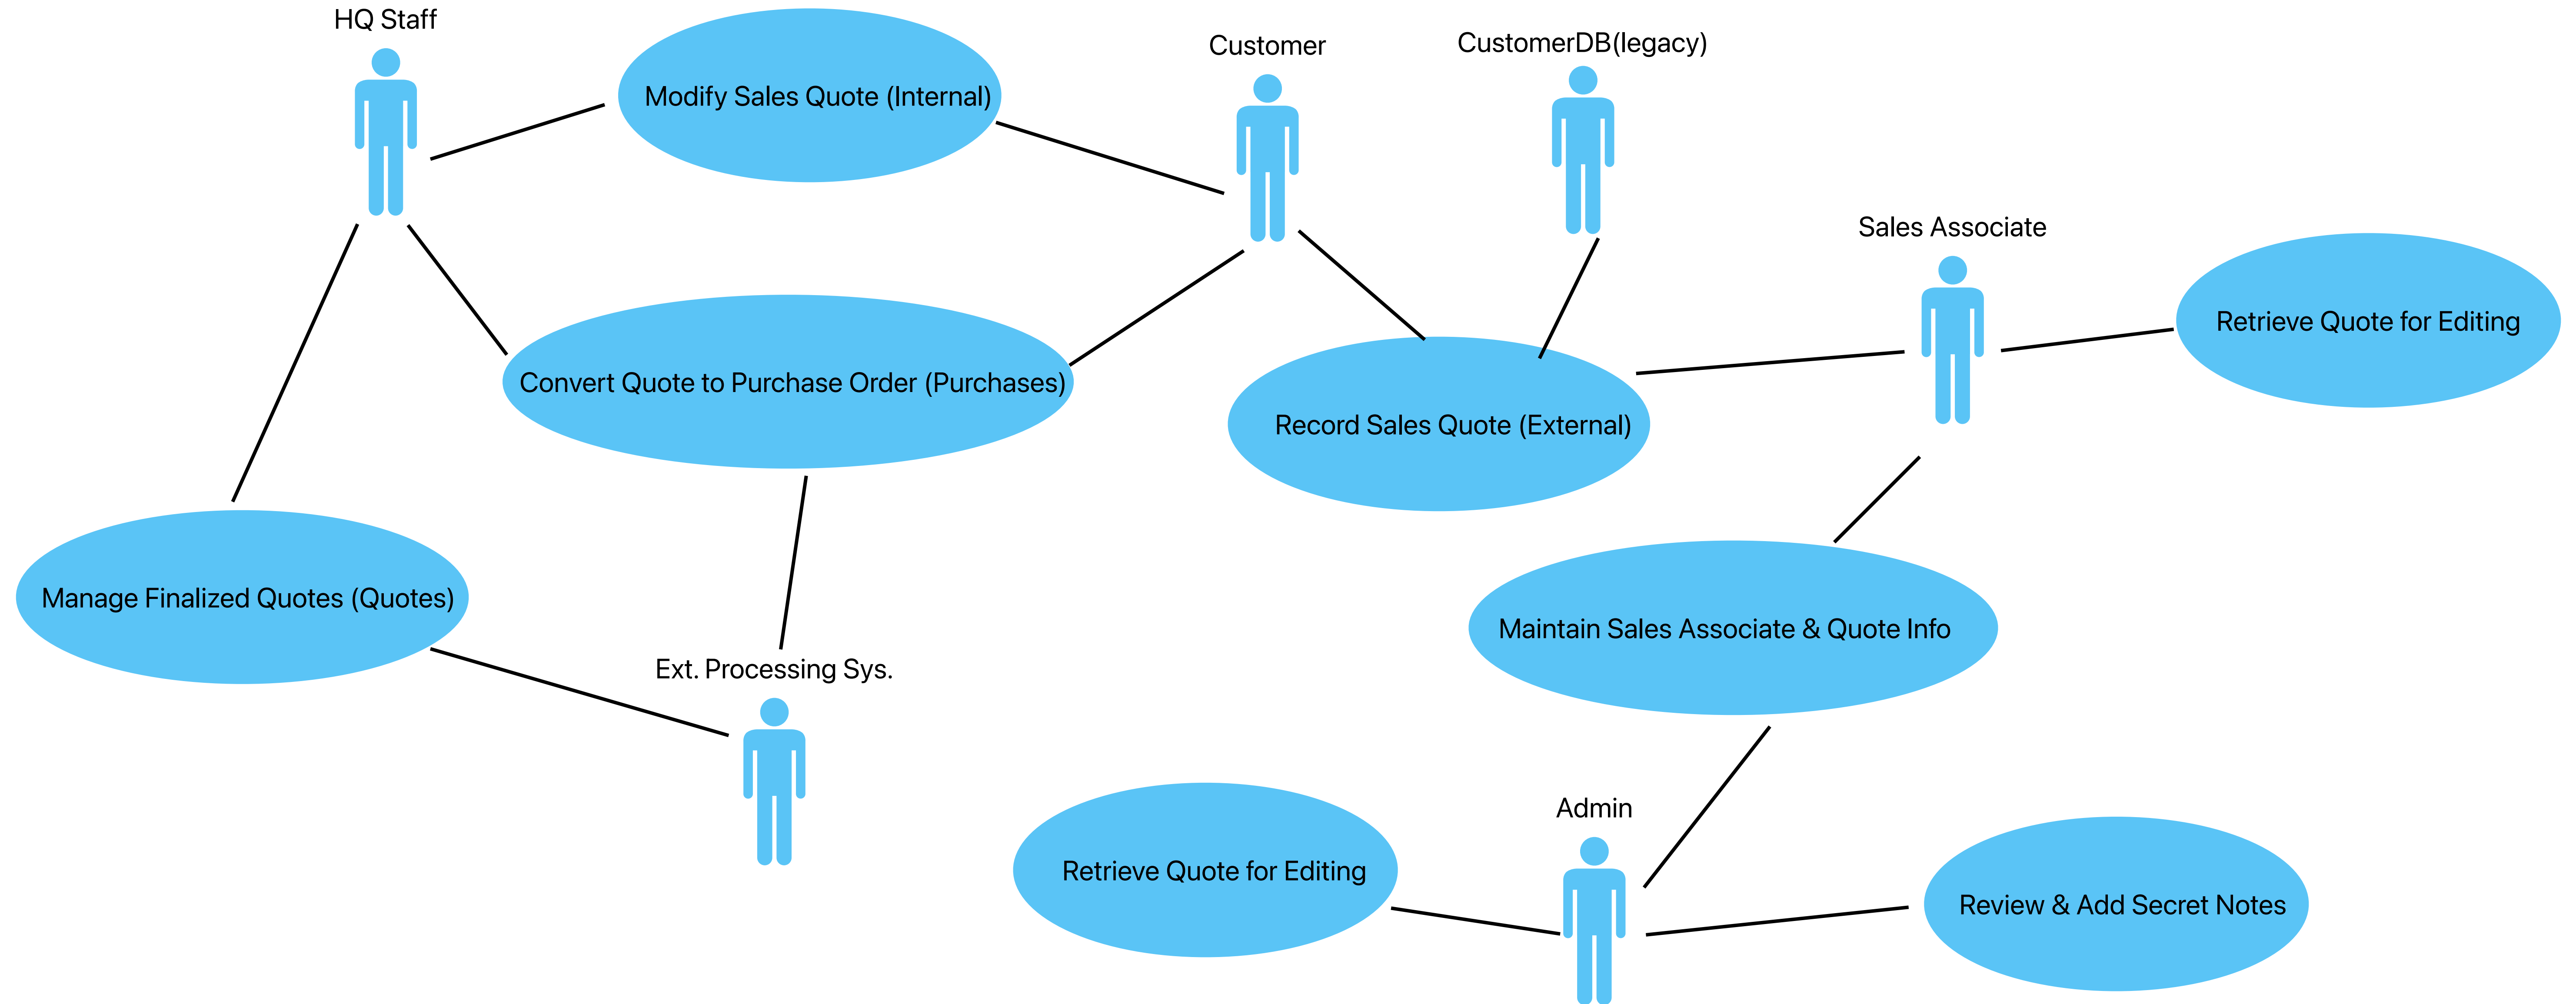 HQ Staff
Customer
CustomerDB(legacy)
Modify Sales Quote (Internal)
Sales Associate
Retrieve Quote for Editing
Convert Quote to Purchase Order (Purchases)
Record Sales Quote (External)
Manage Finalized Quotes (Quotes)
Maintain Sales Associate & Quote Info
Ext. Processing Sys.
Admin
Retrieve Quote for Editing
Review & Add Secret Notes